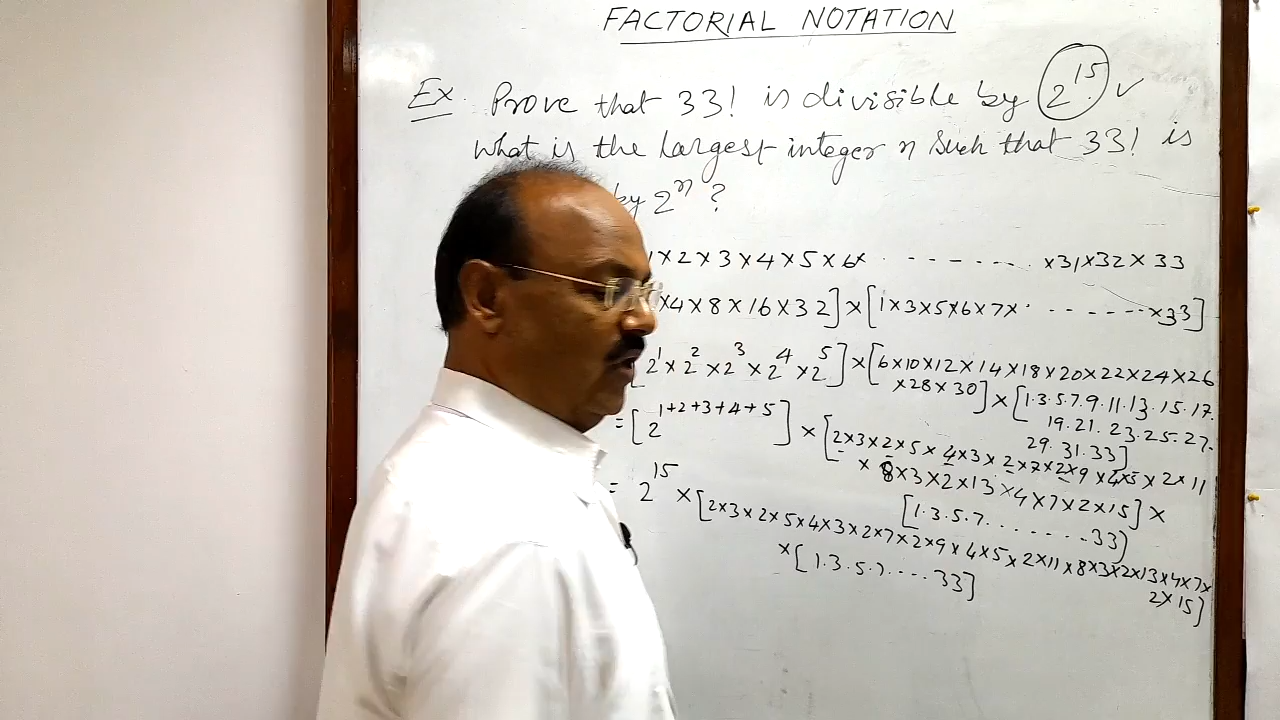 FACTORIAL NOTATION
Ex. Prove that 33! is divisible by 2^15. ✓
What is the largest integer n such that 33! is
by 2^n ?
1×2×3×4×5×6× . - - - - - - . ×31×32×33
×4×8×16×32]×[1×3×5×6×7×. - - - - - - ×33]
[2^1×2^2×2^3×2^4×2^5]×[6×10×12×14×18×20×22×24×26
×28×30]×[1.3.5.7.9.11.13.15.17.
19.21.23.25.27.
29.31.33]
=[2^1+2+3+4+5]×[2×3×2×5×4×3×2×7×2×9×4×5×2×11
×8×3×2×13×4×7×2×15]×
[1.3.5.7.......33]
= 2^15×[2×3×2×5×4×3×2×7×2×9×4×5×2×11×8×3×2×13×4×7×
2×15]
×[1.3.5.7....33]